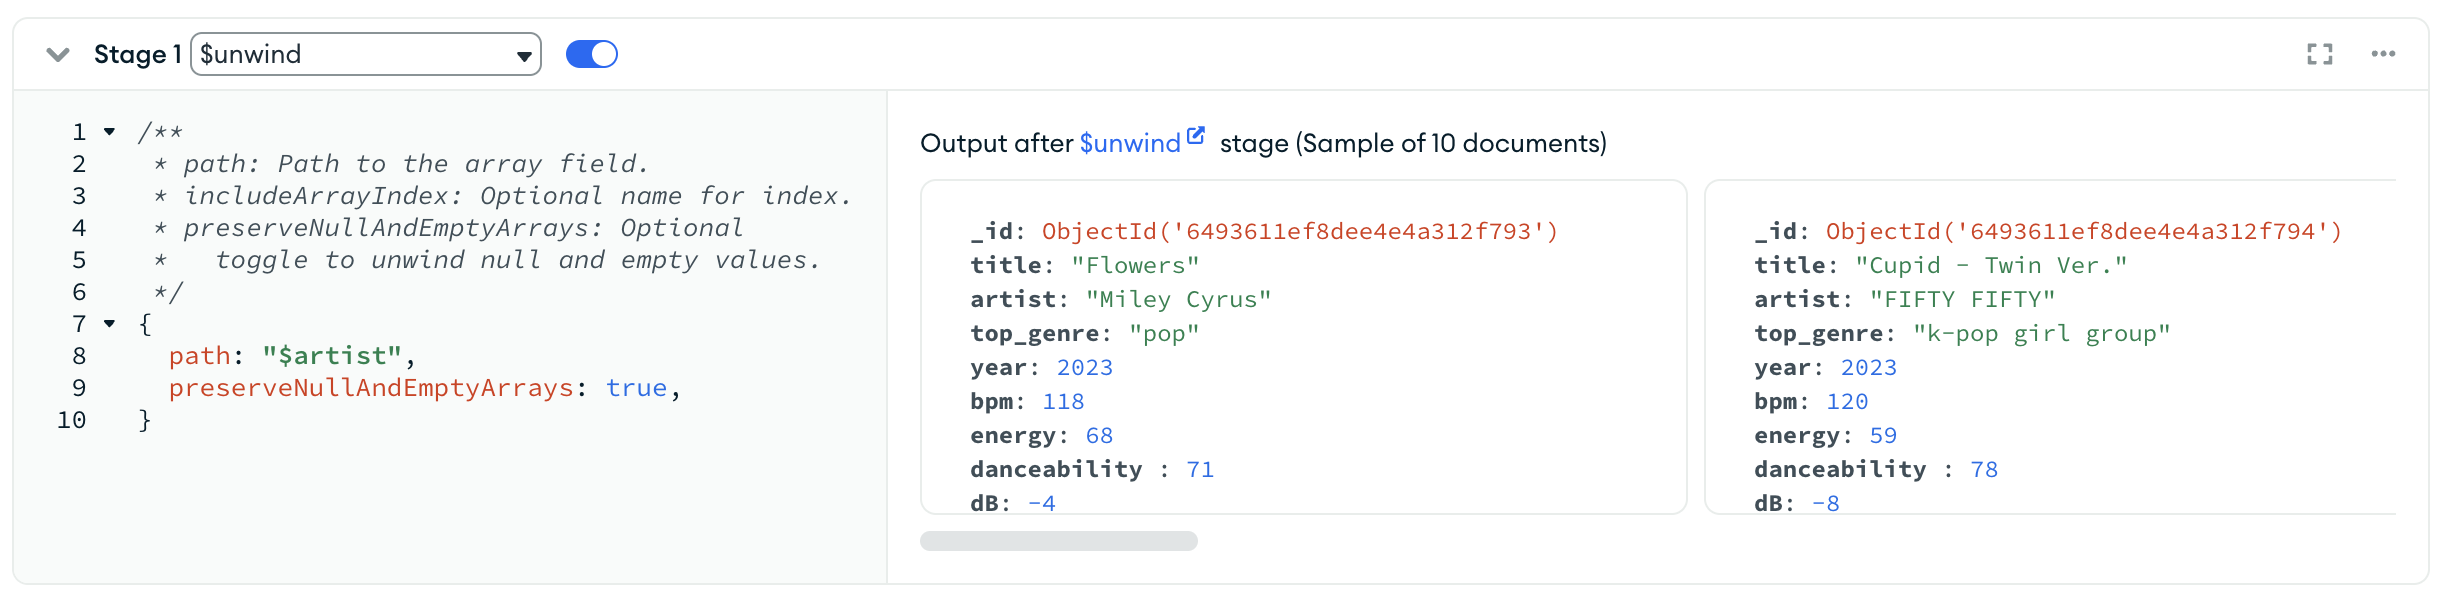 Stage 1 $unwind
1 /**
2 * path: Path to the array field.
3 * includeArrayIndex: Optional name for index.
4 * preserveNullAndEmptyArrays: Optional
5 *   toggle to unwind null and empty values.
6 */
7 {
8 path: "$artist",
9 preserveNullAndEmptyArrays: true,
10 }
Output after $unwind stage (Sample of 10 documents)
_id: ObjectId('6493611ef8dee4e4a312f793')
title: "Flowers"
artist: "Miley Cyrus"
top_genre: "pop"
year: 2023
bpm: 118
energy: 68
danceability : 71
dB: -4
_id: ObjectId('6493611ef8dee4e4a312f794')
title: "Cupid - Twin Ver."
artist: "FIFTY FIFTY"
top_genre: "k-pop girl group"
year: 2023
bpm: 120
energy: 59
danceability : 78
dB: -8